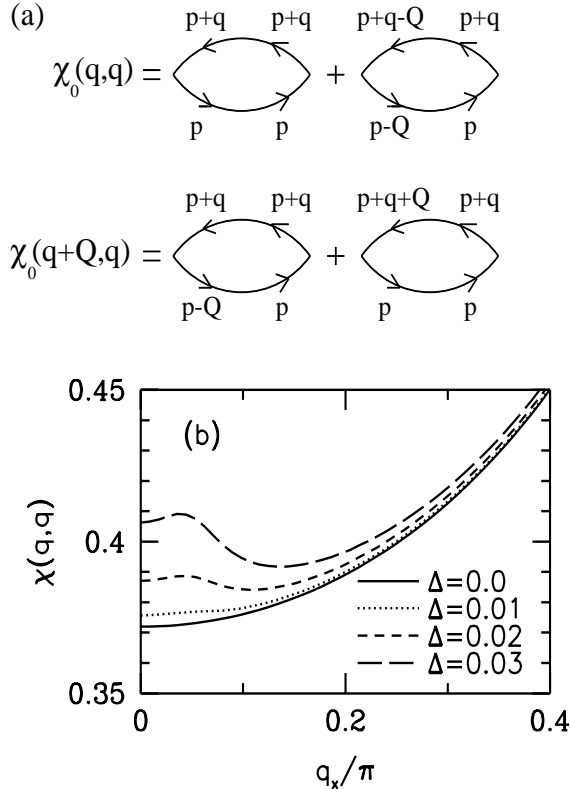 (a)
p+q p+q p+q-Q p+q
χ₀(q,q) = +
p p p-Q p
p+q p+q p+q+Q p+q
χ₀(q+Q,q) = +
p-Q p p p
(b)
0.45
0.4
0.35
χ(q,q)
Δ=0.0
Δ=0.01
Δ=0.02
Δ=0.03
0 0.2 0.4
qₓ/π